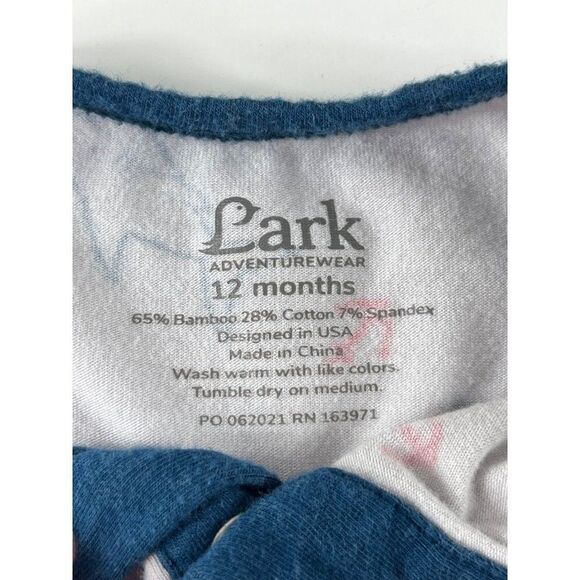 Lark
ADVENTUREWEAR
12 months
65% Bamboo 28% Cotton 7% Spandex
Designed in USA
Made in China
Wash warm with like colors.
Tumble dry on medium.
PO 062021 RN 163971